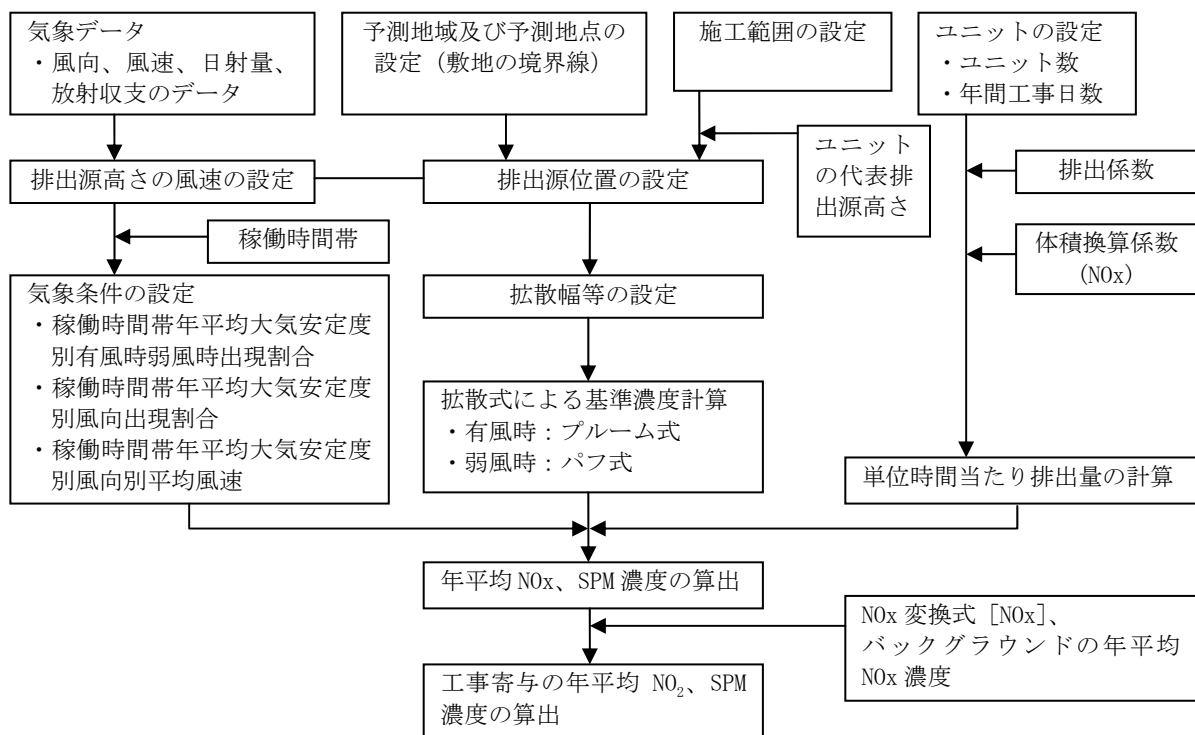 気象データ
・風向、風速、日射量、
放射収支のデータ
予測地域及び予測地点の
設定（敷地の境界線）
施工範囲の設定
ユニットの設定
・ユニット数
・年間工事日数
ユニット
の代表排
出源高さ
排出源高さの風速の設定
排出源位置の設定
排出係数
稼働時間帯
体積換算係数
(NOx)
気象条件の設定
・稼働時間帯年平均大気安定度
別有風時弱風時出現割合
・稼働時間帯年平均大気安定度
別風向出現割合
・稼働時間帯年平均大気安定度
別風向別平均風速
拡散幅等の設定
拡散式による基準濃度計算
・有風時：プルーム式
・弱風時：パフ式
単位時間当たり排出量の計算
年平均 NOx、SPM 濃度の算出
NOx 変換式［NOx］、
バックグラウンドの年平均
NOx 濃度
工事寄与の年平均 NO₂、SPM
濃度の算出